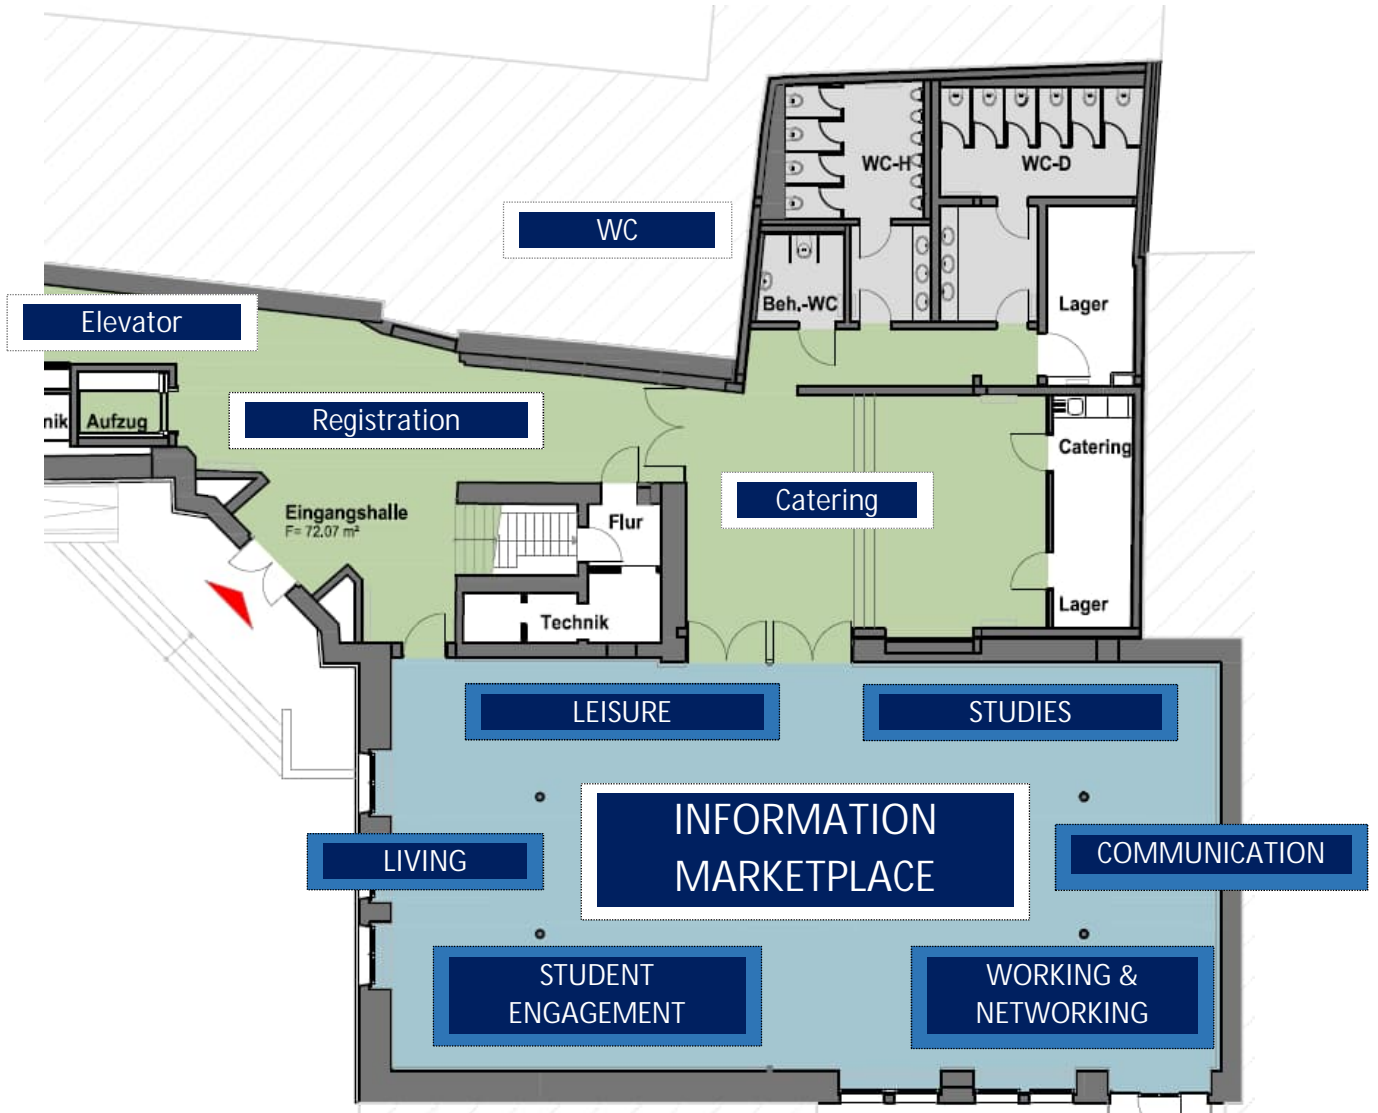 WC-H
WC-D
WC
Beh.-WC
Lager
Elevator
Registration
nik
Aufzug
Catering
Catering
Eingangshalle
F= 72.07 m²
Flur
Technik
Lager
LEISURE
STUDIES
INFORMATION
MARKETPLACE
LIVING
COMMUNICATION
STUDENT
ENGAGEMENT
WORKING &
NETWORKING